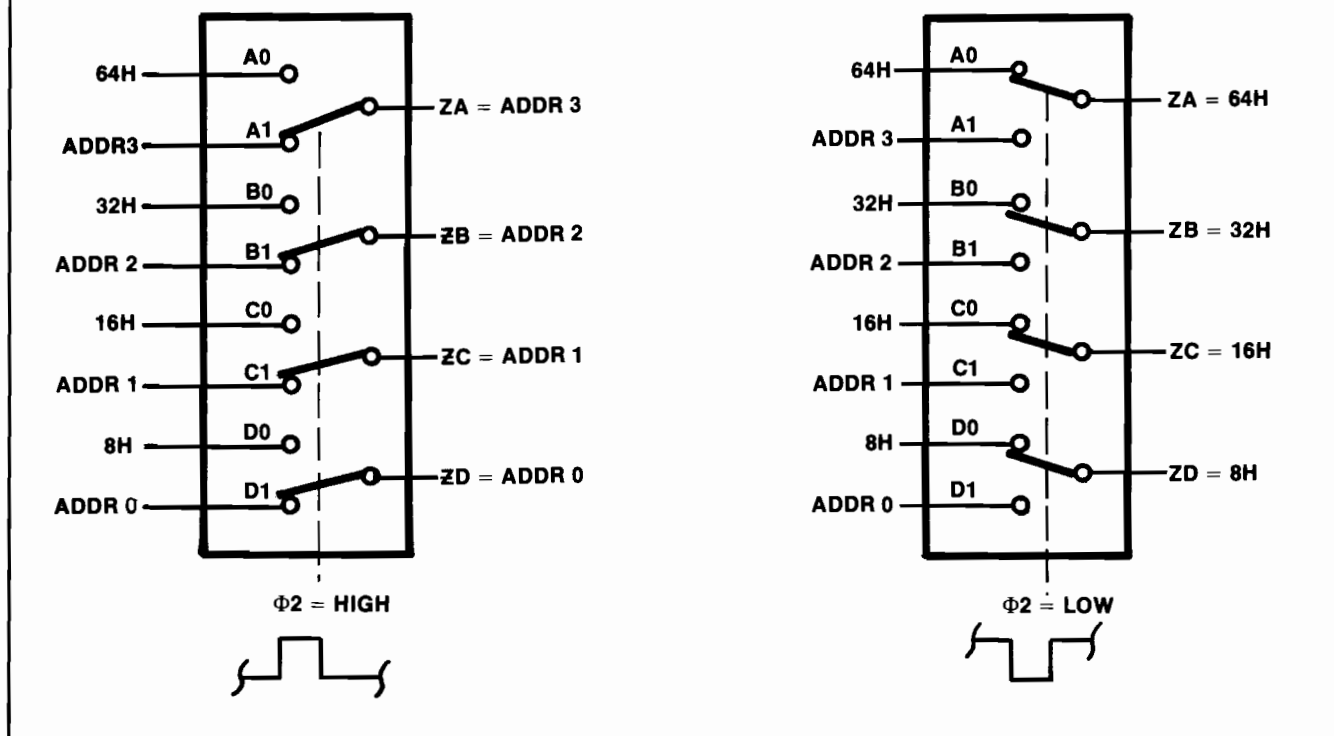 64H
A0
ZA = ADDR 3
ADDR3
A1
32H
B0
ZB = ADDR 2
ADDR 2
B1
16H
C0
ZC = ADDR 1
ADDR 1
C1
8H
D0
ZD = ADDR 0
ADDR 0
D1
Φ2 = HIGH
64H
A0
ZA = 64H
ADDR 3
A1
32H
B0
ZB = 32H
ADDR 2
B1
16H
C0
ZC = 16H
ADDR 1
C1
8H
D0
ZD = 8H
ADDR 0
D1
Φ2 = LOW